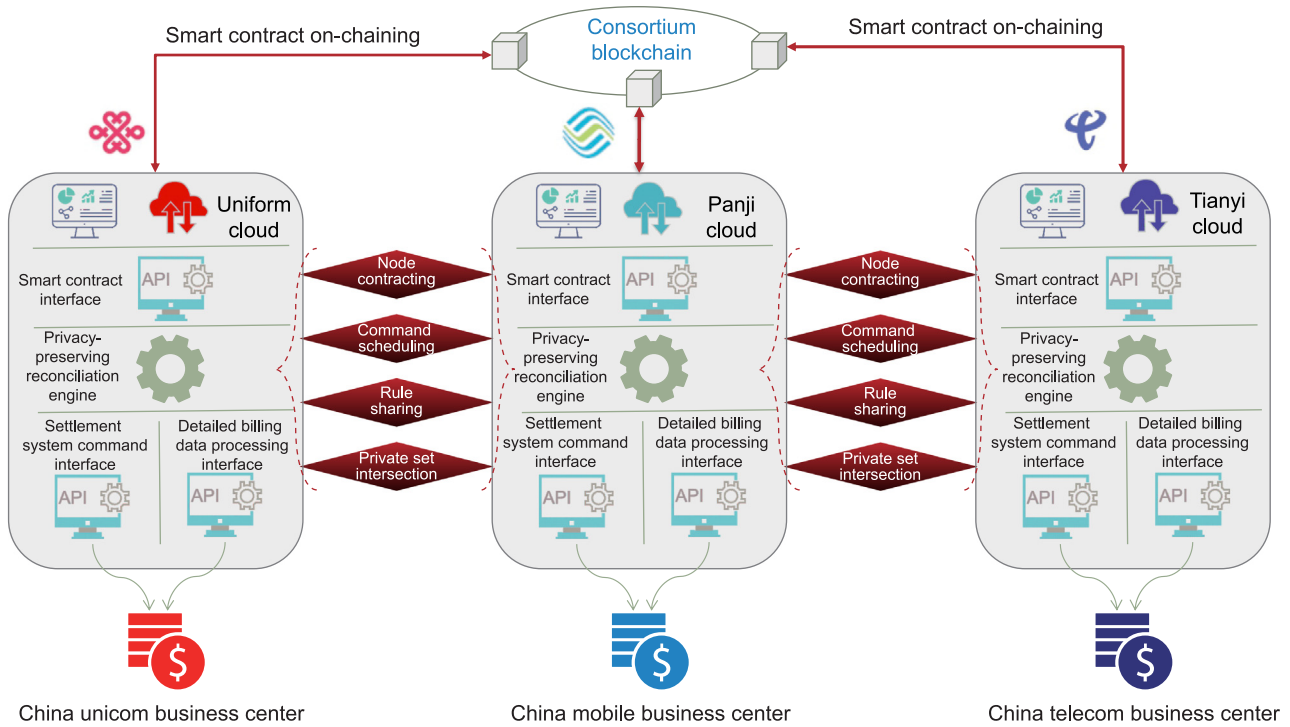 Smart contract on-chaining
Consortium
blockchain
Smart contract on-chaining
Uniform
cloud
Smart contract
interface
API
Privacy-
preserving
reconciliation
engine
Settlement
system command
interface
API
Detailed billing
data processing
interface
API
Node
contracting
Command
scheduling
Rule
sharing
Private set
intersection
Panji
cloud
Smart contract
interface
API
Privacy-
preserving
reconciliation
engine
Settlement
system command
interface
API
Detailed billing
data processing
interface
API
Node
contracting
Command
scheduling
Rule
sharing
Private set
intersection
Tianyi
cloud
Smart contract
interface
API
Privacy-
preserving
reconciliation
engine
Settlement
system command
interface
API
Detailed billing
data processing
interface
API
$
$
$
China unicom business center
China mobile business center
China telecom business center